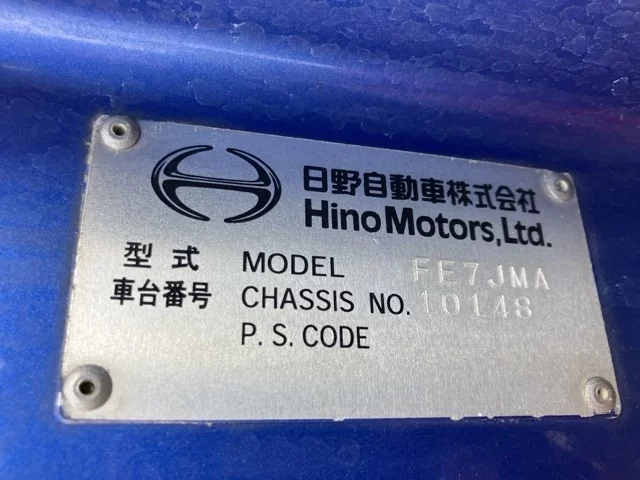 日野自動車株式会社
Hino Motors, Ltd.
型式 MODEL FE7JMA
車台番号 CHASSIS NO. 10148
P. S. CODE